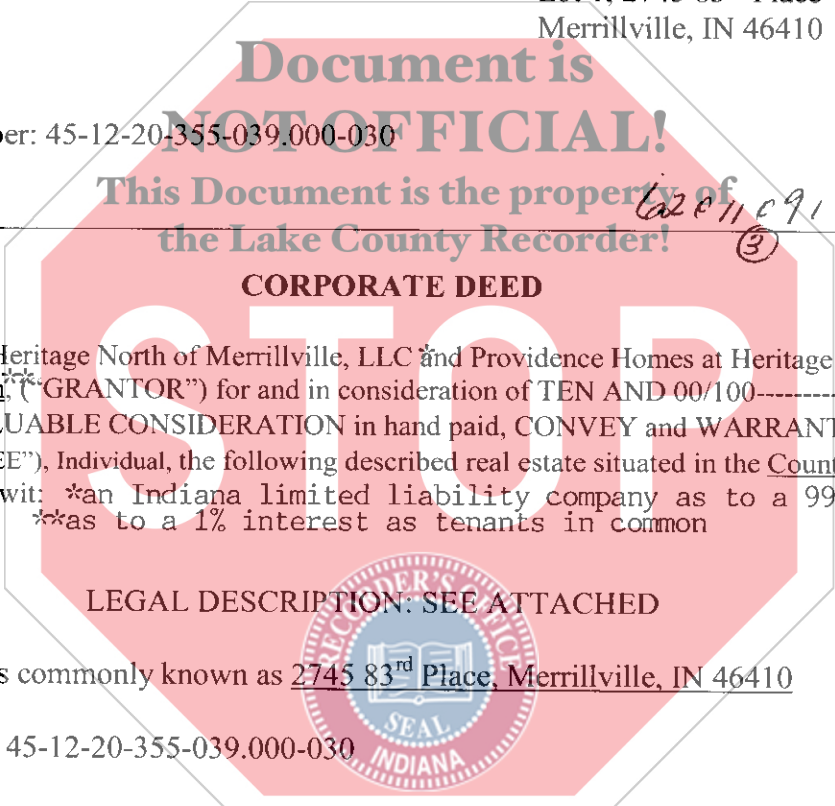 Merrillville, IN 46410
Document is
NOT OFFICIAL!
er: 45-12-20-355-039.000-030
This Document is the property of
the Lake County Recorder!
3
CORPORATE DEED
STOP
Heritage North of Merrillville, LLC *and Providence Homes at Heritage
** ("GRANTOR") for and in consideration of TEN AND 00/100---------
UABLE CONSIDERATION in hand paid, CONVEY and WARRANT
EE"), Individual, the following described real estate situated in the Count
wit: *an Indiana limited liability company as to a 99
**as to a 1% interest as tenants in common
LEGAL DESCRIPTION: SEE ATTACHED
s commonly known as 2745 83rd Place, Merrillville, IN 46410
45-12-20-355-039.000-030
RECORDER'S OFFICE
SEAL
INDIANA